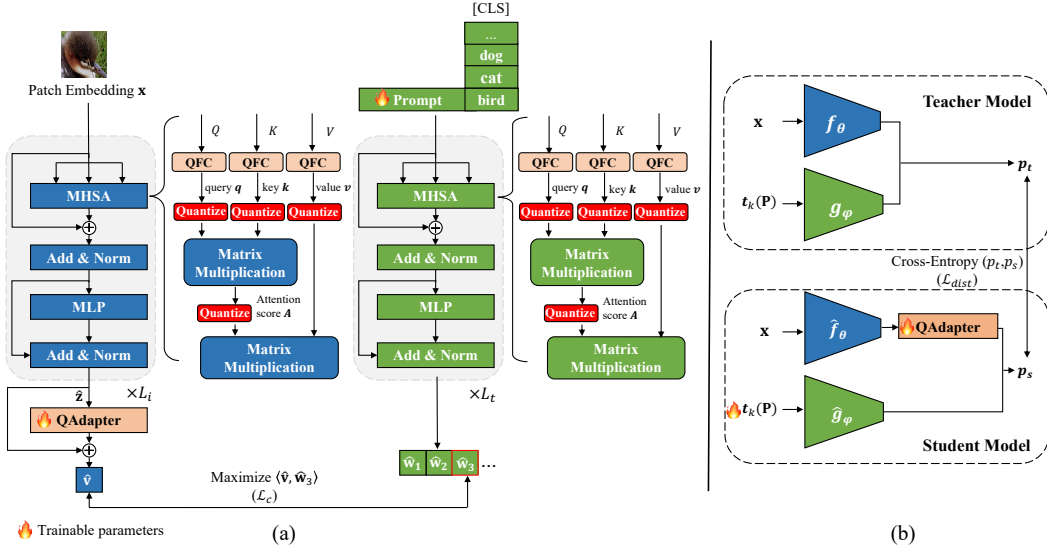 [CLS]
...
dog
cat
bird
Prompt
Patch Embedding x
MHSA
Add & Norm
MLP
Add & Norm
×L_i
ẑ
QAdapter
v̂
Q
K
V
QFC
QFC
QFC
query q
key k
value v
Quantize
Quantize
Quantize
Matrix
Multiplication
Quantize
Attention
score A
Matrix
Multiplication
MHSA
Add & Norm
MLP
Add & Norm
×L_t
Q
K
V
QFC
QFC
QFC
query q
key k
value v
Quantize
Quantize
Quantize
Matrix
Multiplication
Quantize
Attention
score A
Matrix
Multiplication
ŵ₁ ŵ₂ ŵ₃ ...
Maximize ⟨v̂, ŵ₃⟩
(ℒ_c)
Trainable parameters
(a)
Teacher Model
x
f_θ
t_k(P)
g_φ
p_t
Cross-Entropy (p_t,p_s)
(ℒ_dist)
x
f̂_θ
QAdapter
p_s
t_k(P)
ĝ_φ
Student Model
(b)